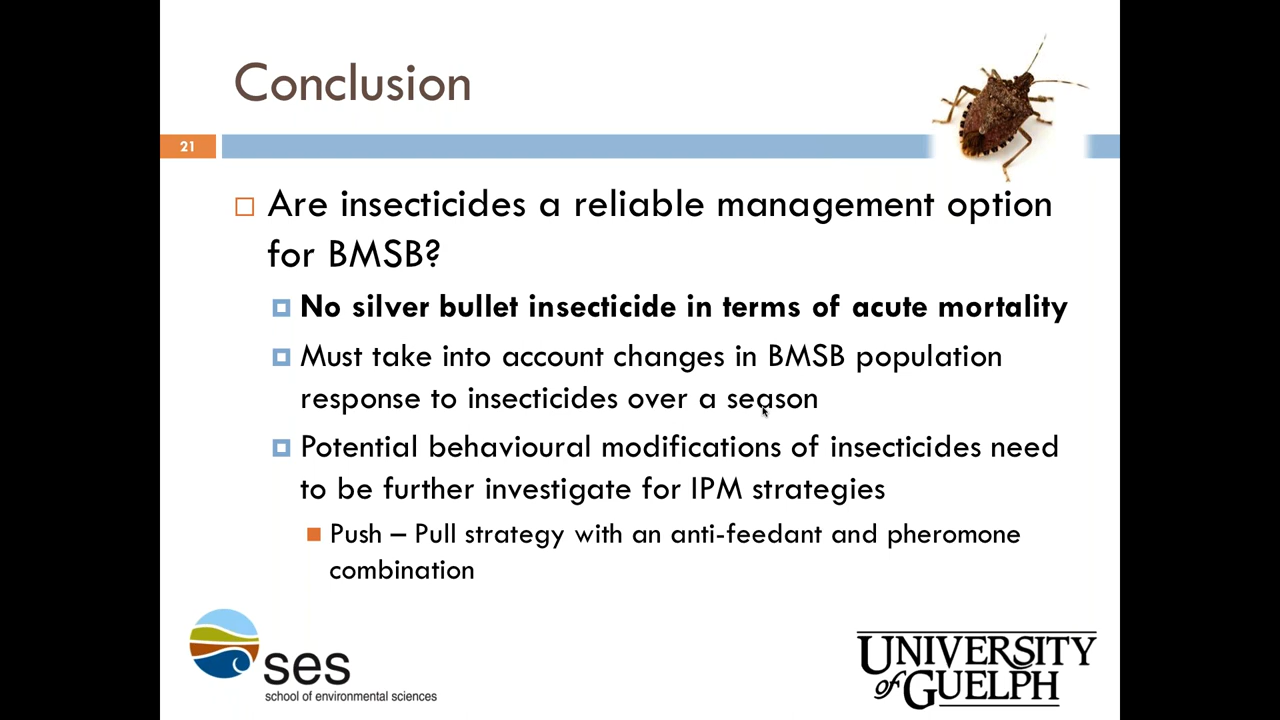 Conclusion
21
Are insecticides a reliable management option
for BMSB?
No silver bullet insecticide in terms of acute mortality
Must take into account changes in BMSB population
response to insecticides over a season
Potential behavioural modifications of insecticides need
to be further investigate for IPM strategies
Push – Pull strategy with an anti-feedant and pheromone
combination
ses
school of environmental sciences
UNIVERSITY
of GUELPH